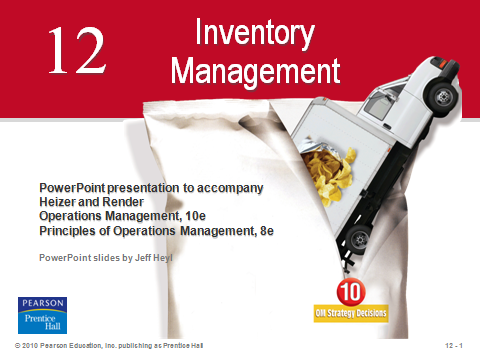 12
Inventory
Management
PowerPoint presentation to accompany
Heizer and Render
Operations Management, 10e
Principles of Operations Management, 8e
PowerPoint slides by Jeff Heyl
10
OM Strategy Decisions
PEARSON
Prentice
Hall
© 2010 Pearson Education, Inc. publishing as Prentice Hall
12 - 1